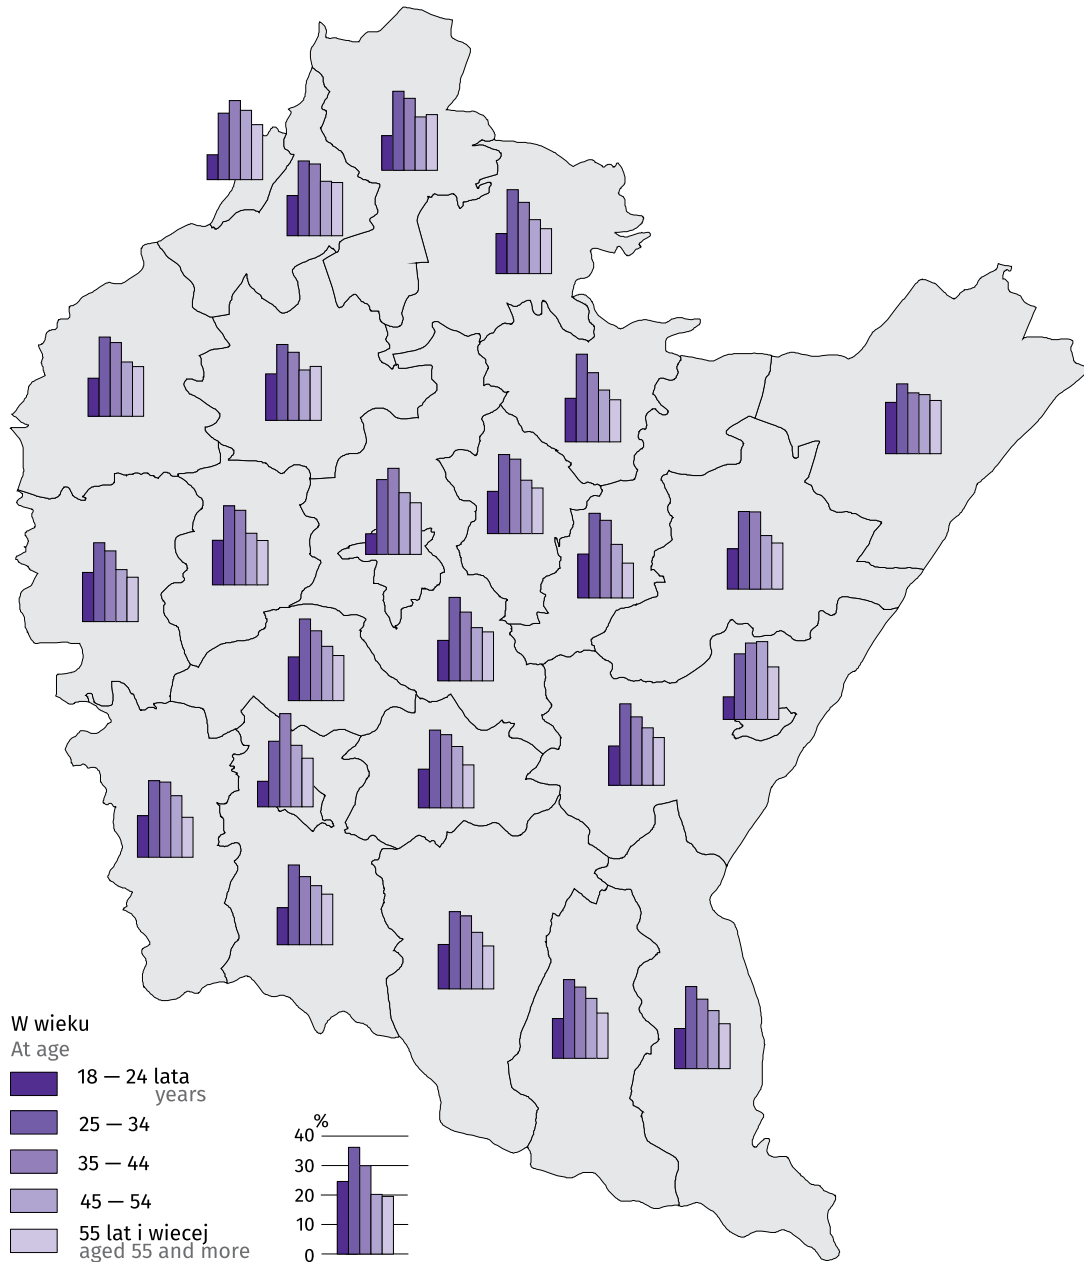 W wieku
At age
18 — 24 lata
years
25 — 34
35 — 44
45 — 54
55 lat i wiecej
aged 55 and more
%
40
30
20
10
0